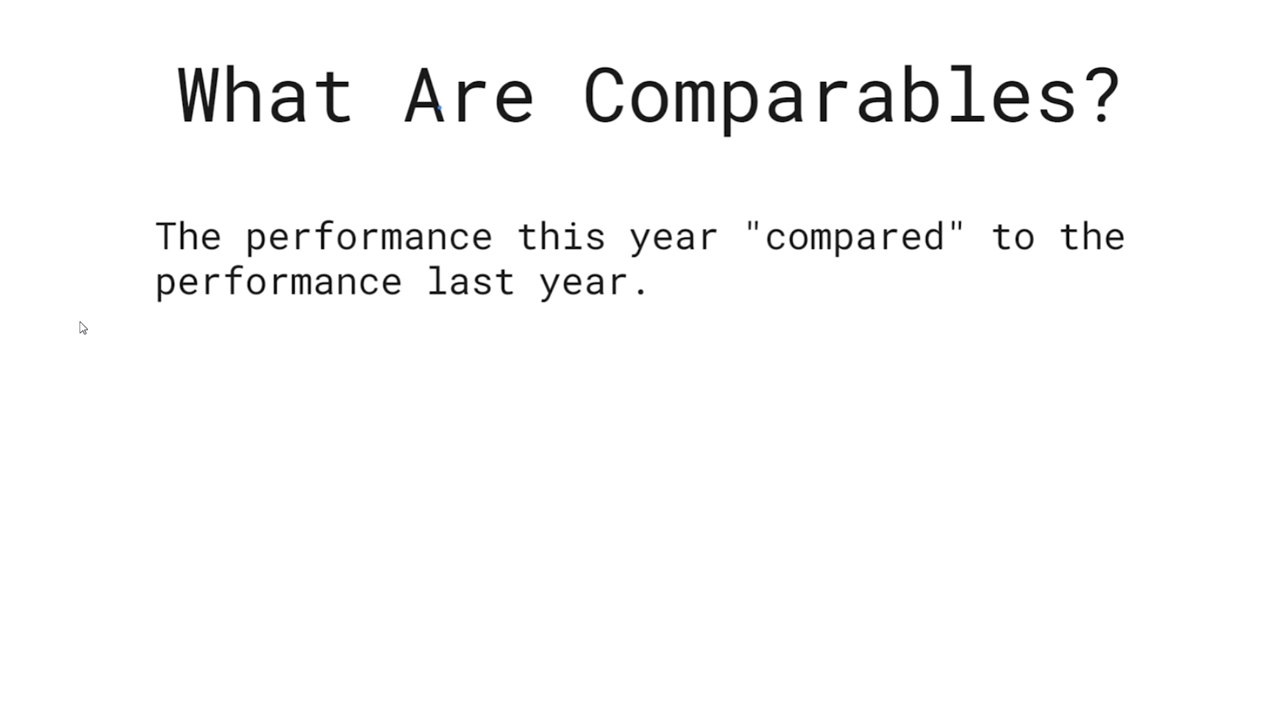 What Are Comparables?
The performance this year "compared" to the
performance last year.